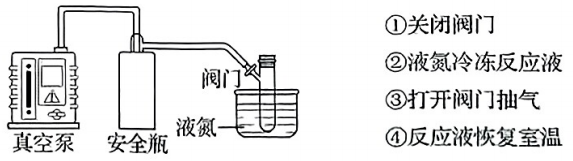 阀门
液氮
真空泵
安全瓶
①关闭阀门
②液氮冷冻反应液
③打开阀门抽气
④反应液恢复室温